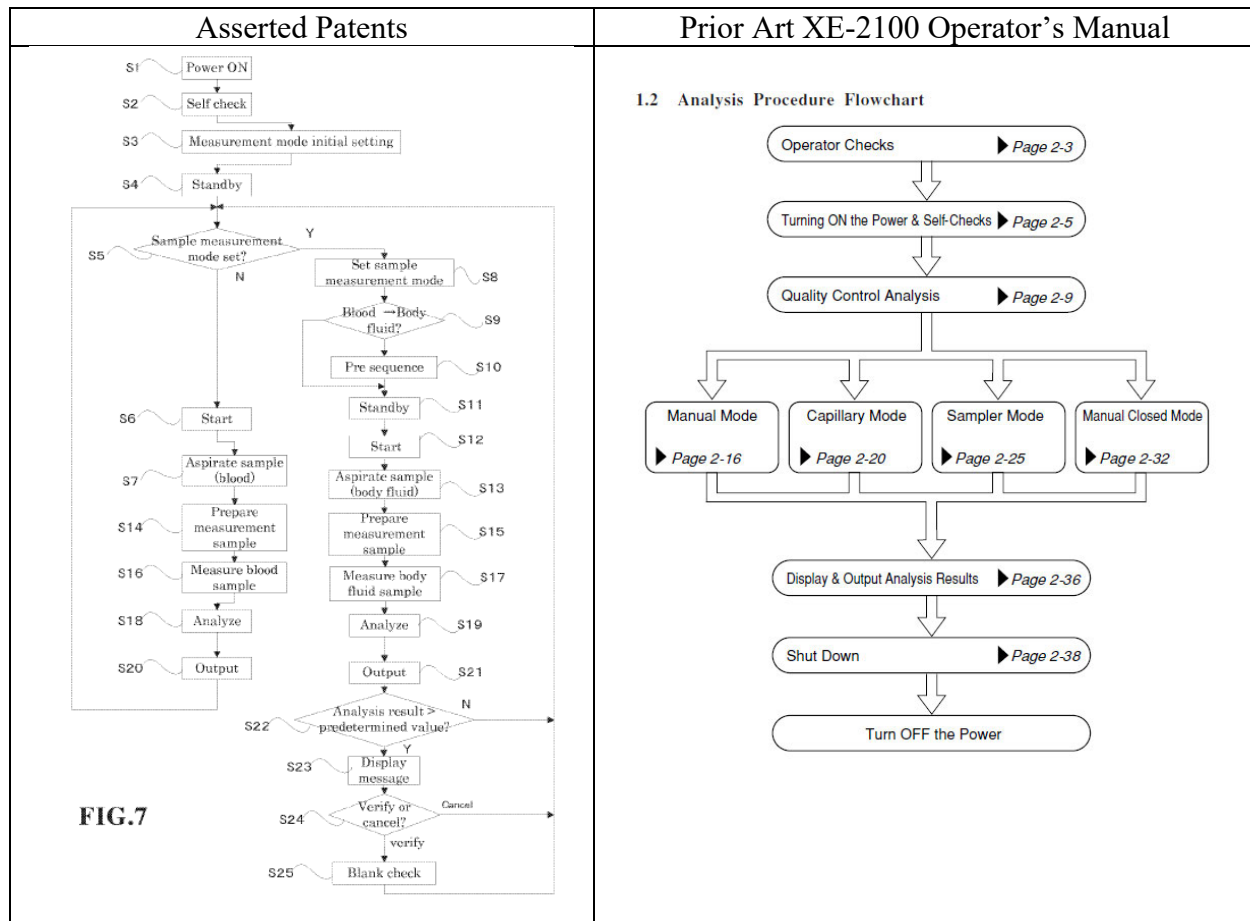 Asserted Patents
Prior Art XE-2100 Operator's Manual
S1
Power ON
S2
Self check
S3
Measurement mode initial setting
S4
Standby
S5
Sample measurement
mode set?
Y
N
Set sample
measurement mode
S8
Blood →Body
fluid?
S9
Pre sequence
S10
Standby
S11
S6
Start
Start
S12
S7
Aspirate sample
(blood)
Aspirate sample
(body fluid)
S13
S14
Prepare
measurement
sample
Prepare
measurement
sample
S15
S16
Measure blood
sample
Measure body
fluid sample
S17
S18
Analyze
Analyze
S19
S20
Output
Output
S21
S22
Analysis result >
predetermined value?
N
Y
S23
Display
message
S24
Verify or
cancel?
Cancel
verify
S25
Blank check
FIG.7
1.2 Analysis Procedure Flowchart
Operator Checks ▶ Page 2-3
Turning ON the Power & Self-Checks ▶ Page 2-5
Quality Control Analysis ▶ Page 2-9
Manual Mode
▶ Page 2-16
Capillary Mode
▶ Page 2-20
Sampler Mode
▶ Page 2-25
Manual Closed Mode
▶ Page 2-32
Display & Output Analysis Results ▶ Page 2-36
Shut Down ▶ Page 2-38
Turn OFF the Power